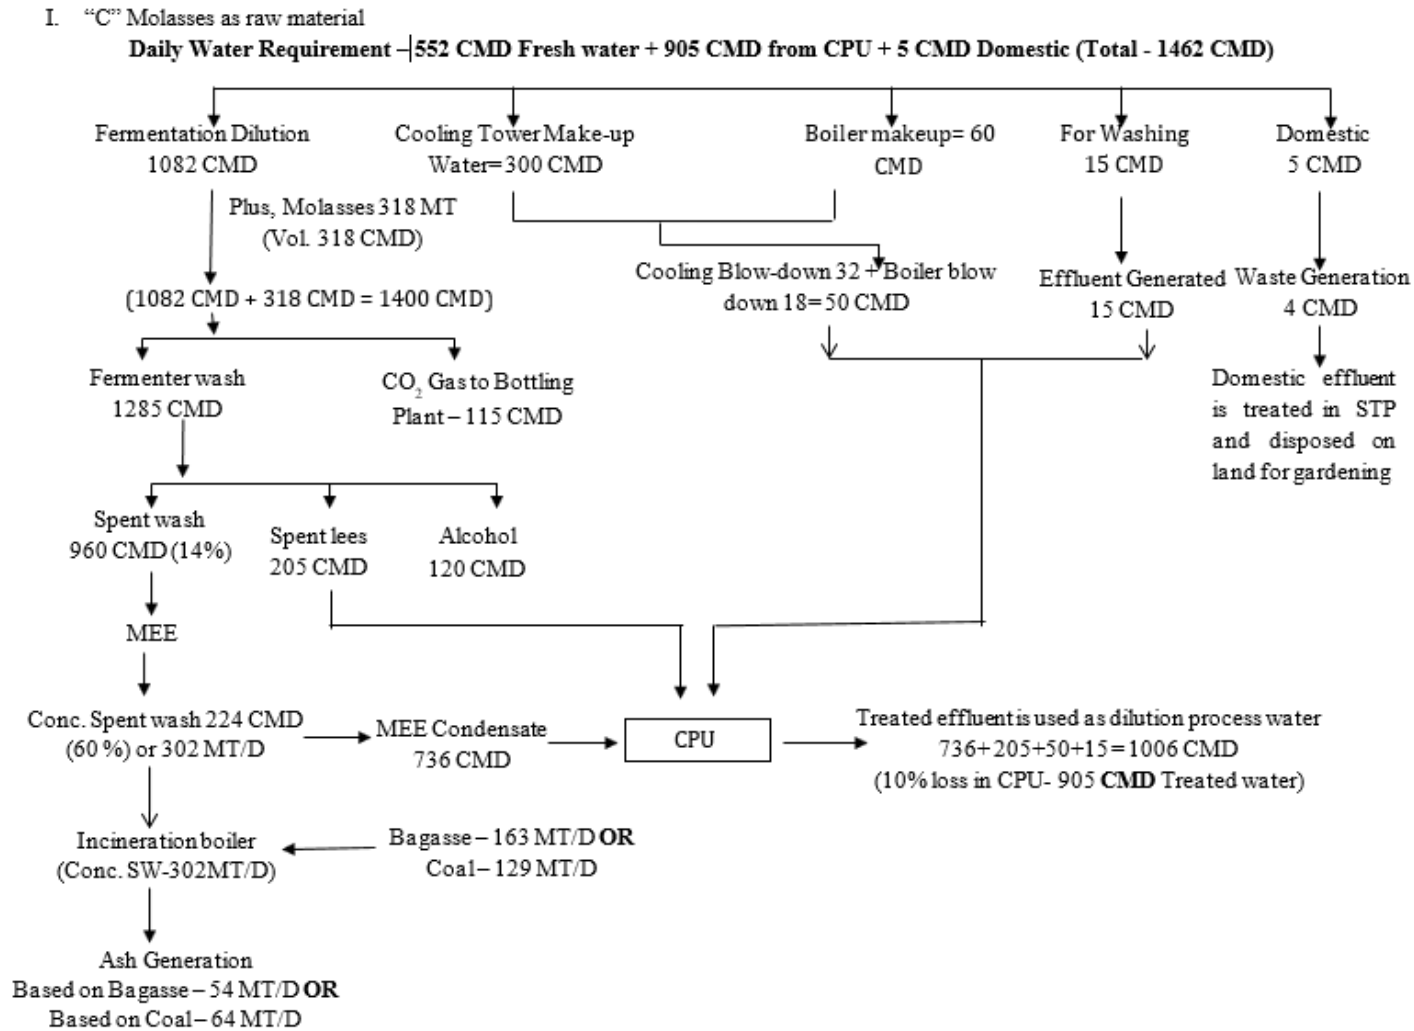 I. “C” Molasses as raw material
Daily Water Requirement – 552 CMD Fresh water + 905 CMD from CPU + 5 CMD Domestic (Total - 1462 CMD)
Fermentation Dilution
1082 CMD
Cooling Tower Make-up
Water= 300 CMD
Boiler makeup= 60
CMD
For Washing
15 CMD
Domestic
5 CMD
Plus, Molasses 318 MT
(Vol. 318 CMD)
(1082 CMD + 318 CMD = 1400 CMD)
Cooling Blow-down 32 + Boiler blow
down 18= 50 CMD
Effluent Generated
15 CMD
Waste Generation
4 CMD
Fermenter wash
1285 CMD
CO2 Gas to Bottling
Plant – 115 CMD
Domestic effluent
is treated in STP
and disposed on
land for gardening
Spent wash
960 CMD (14%)
Spent lees
205 CMD
Alcohol
120 CMD
MEE
Conc. Spent wash 224 CMD
(60 %) or 302 MT/D
MEE Condensate
736 CMD
CPU
Treated effluent is used as dilution process water
736+205+50+15=1006 CMD
(10% loss in CPU- 905 CMD Treated water)
Incineration boiler
(Conc. SW-302MT/D)
Bagasse – 163 MT/D OR
Coal – 129 MT/D
Ash Generation
Based on Bagasse – 54 MT/D OR
Based on Coal – 64 MT/D